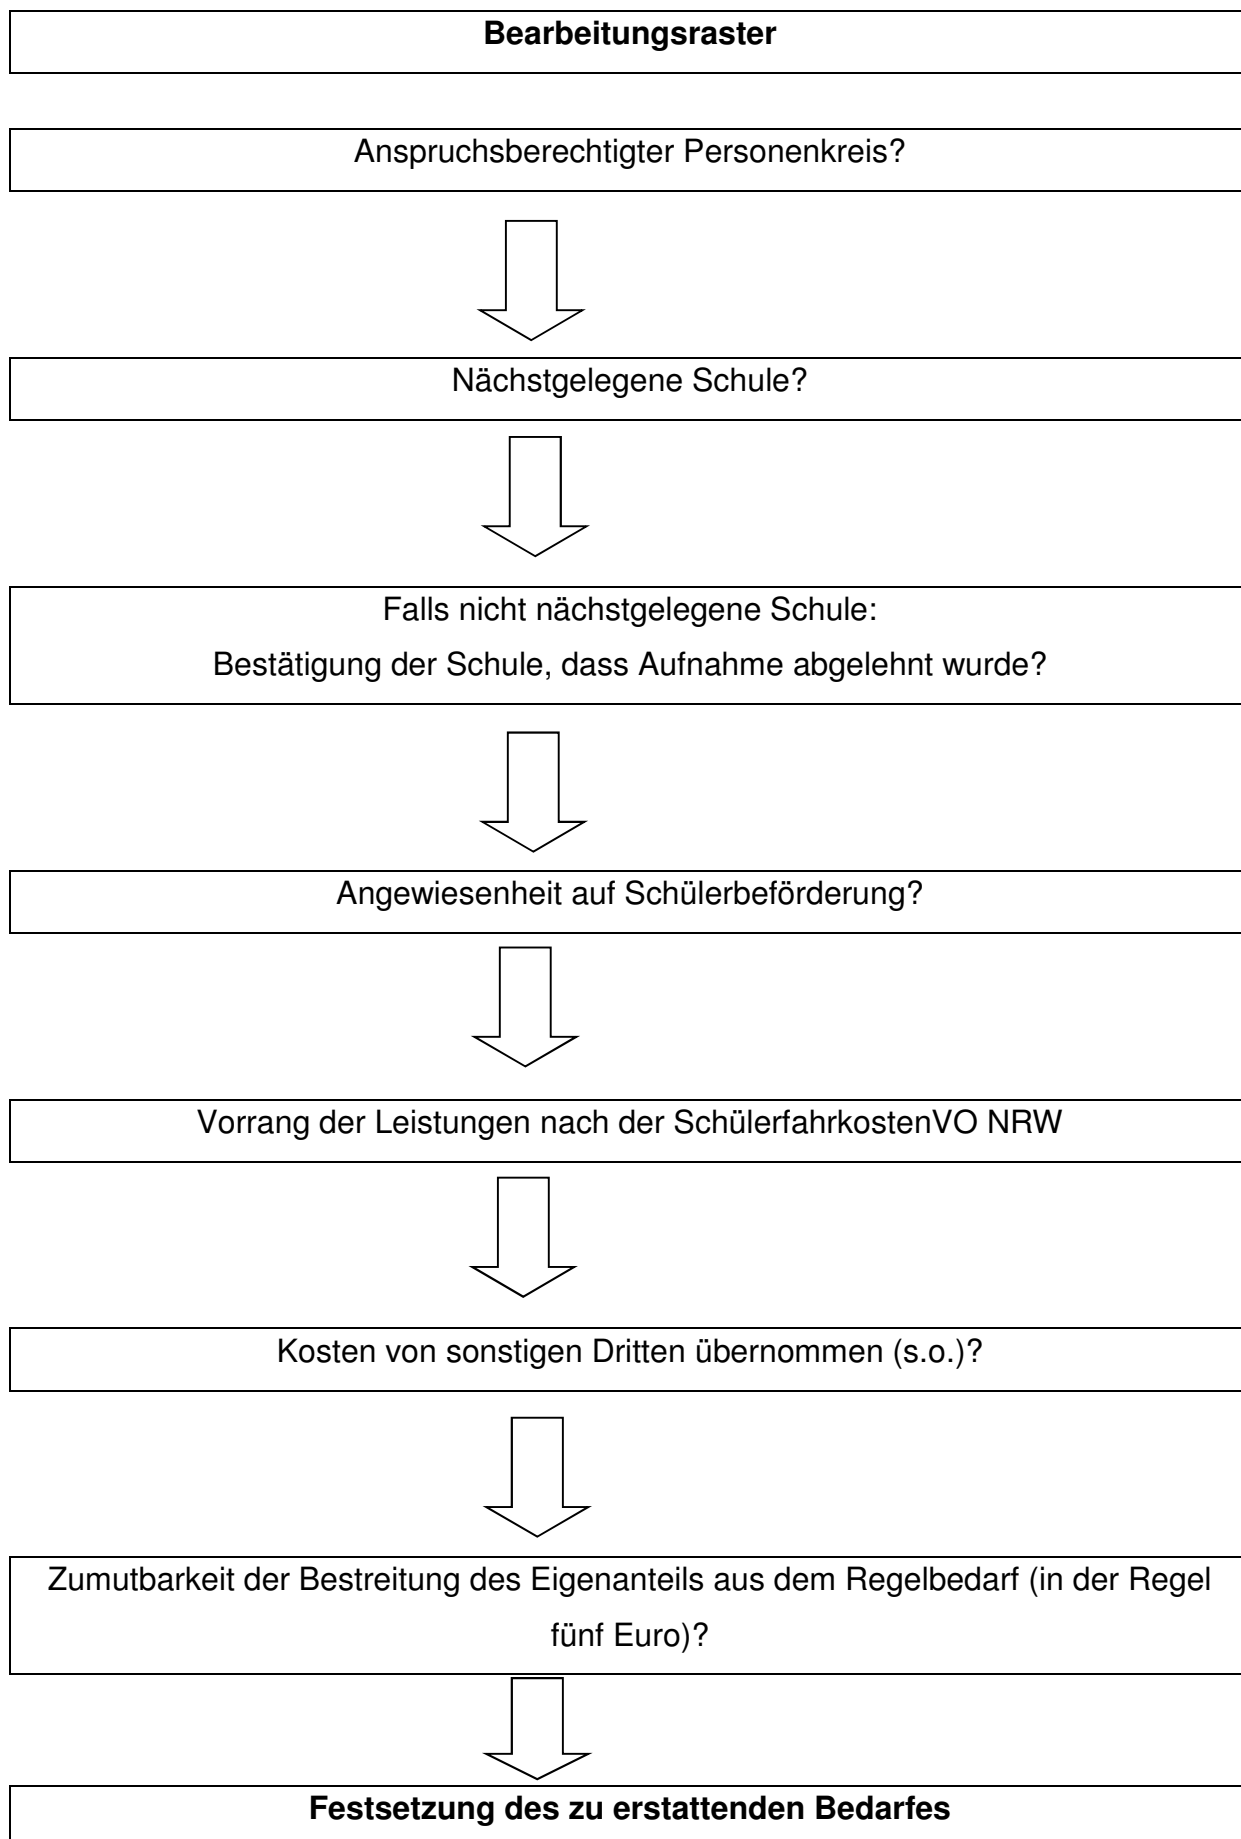 Bearbeitungsraster
Anspruchsberechtigter Personenkreis?
Nächstgelegene Schule?
Falls nicht nächstgelegene Schule:
Bestätigung der Schule, dass Aufnahme abgelehnt wurde?
Angewiesenheit auf Schülerbeförderung?
Vorrang der Leistungen nach der SchülerfahrkostenVO NRW
Kosten von sonstigen Dritten übernommen (s.o.)?
Zumutbarkeit der Bestreitung des Eigenanteils aus dem Regelbedarf (in der Regel
fünf Euro)?
Festsetzung des zu erstattenden Bedarfes